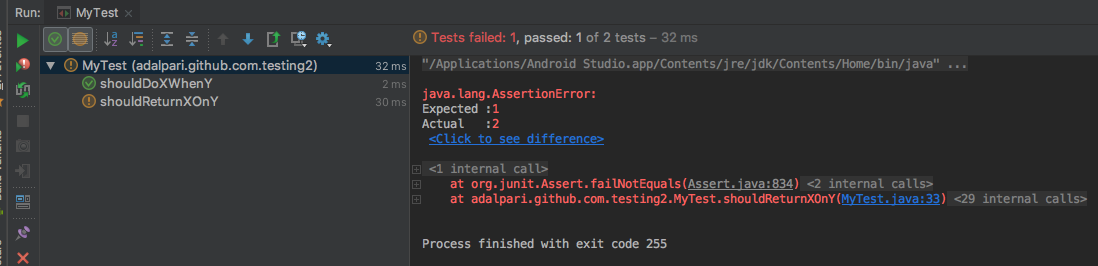 Run: MyTest
Tests failed: 1, passed: 1 of 2 tests – 32 ms
MyTest (adalpari.github.com.testing2) 32 ms
shouldDoXWhenY 2 ms
shouldReturnXOnY 30 ms
"/Applications/Android Studio.app/Contents/jre/jdk/Contents/Home/bin/java" ...
java.lang.AssertionError:
Expected :1
Actual   :2
<Click to see difference>
<1 internal call>
at org.junit.Assert.failNotEquals(Assert.java:834) <2 internal calls>
at adalpari.github.com.testing2.MyTest.shouldReturnXOnY(MyTest.java:33) <29 internal calls>
Process finished with exit code 255